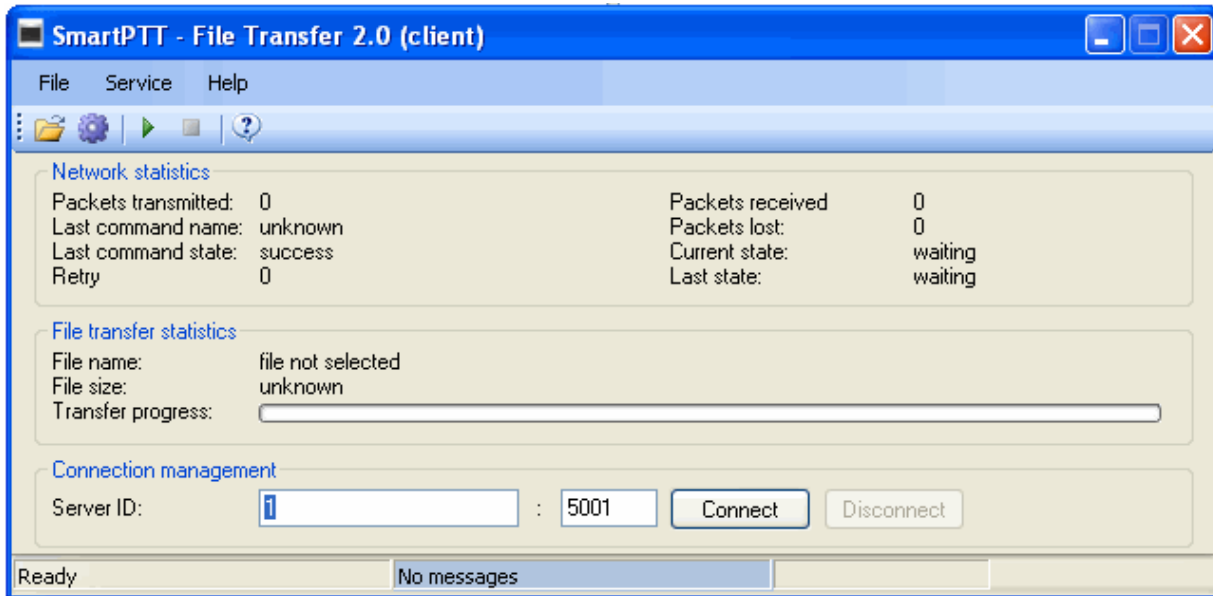 SmartPTT - File Transfer 2.0 (client)
File Service Help
Network statistics
Packets transmitted: 0 Packets received 0
Last command name: unknown Packets lost: 0
Last command state: success Current state: waiting
Retry 0 Last state: waiting
File transfer statistics
File name: file not selected
File size: unknown
Transfer progress:
Connection management
Server ID: 1 : 5001 Connect Disconnect
Ready No messages